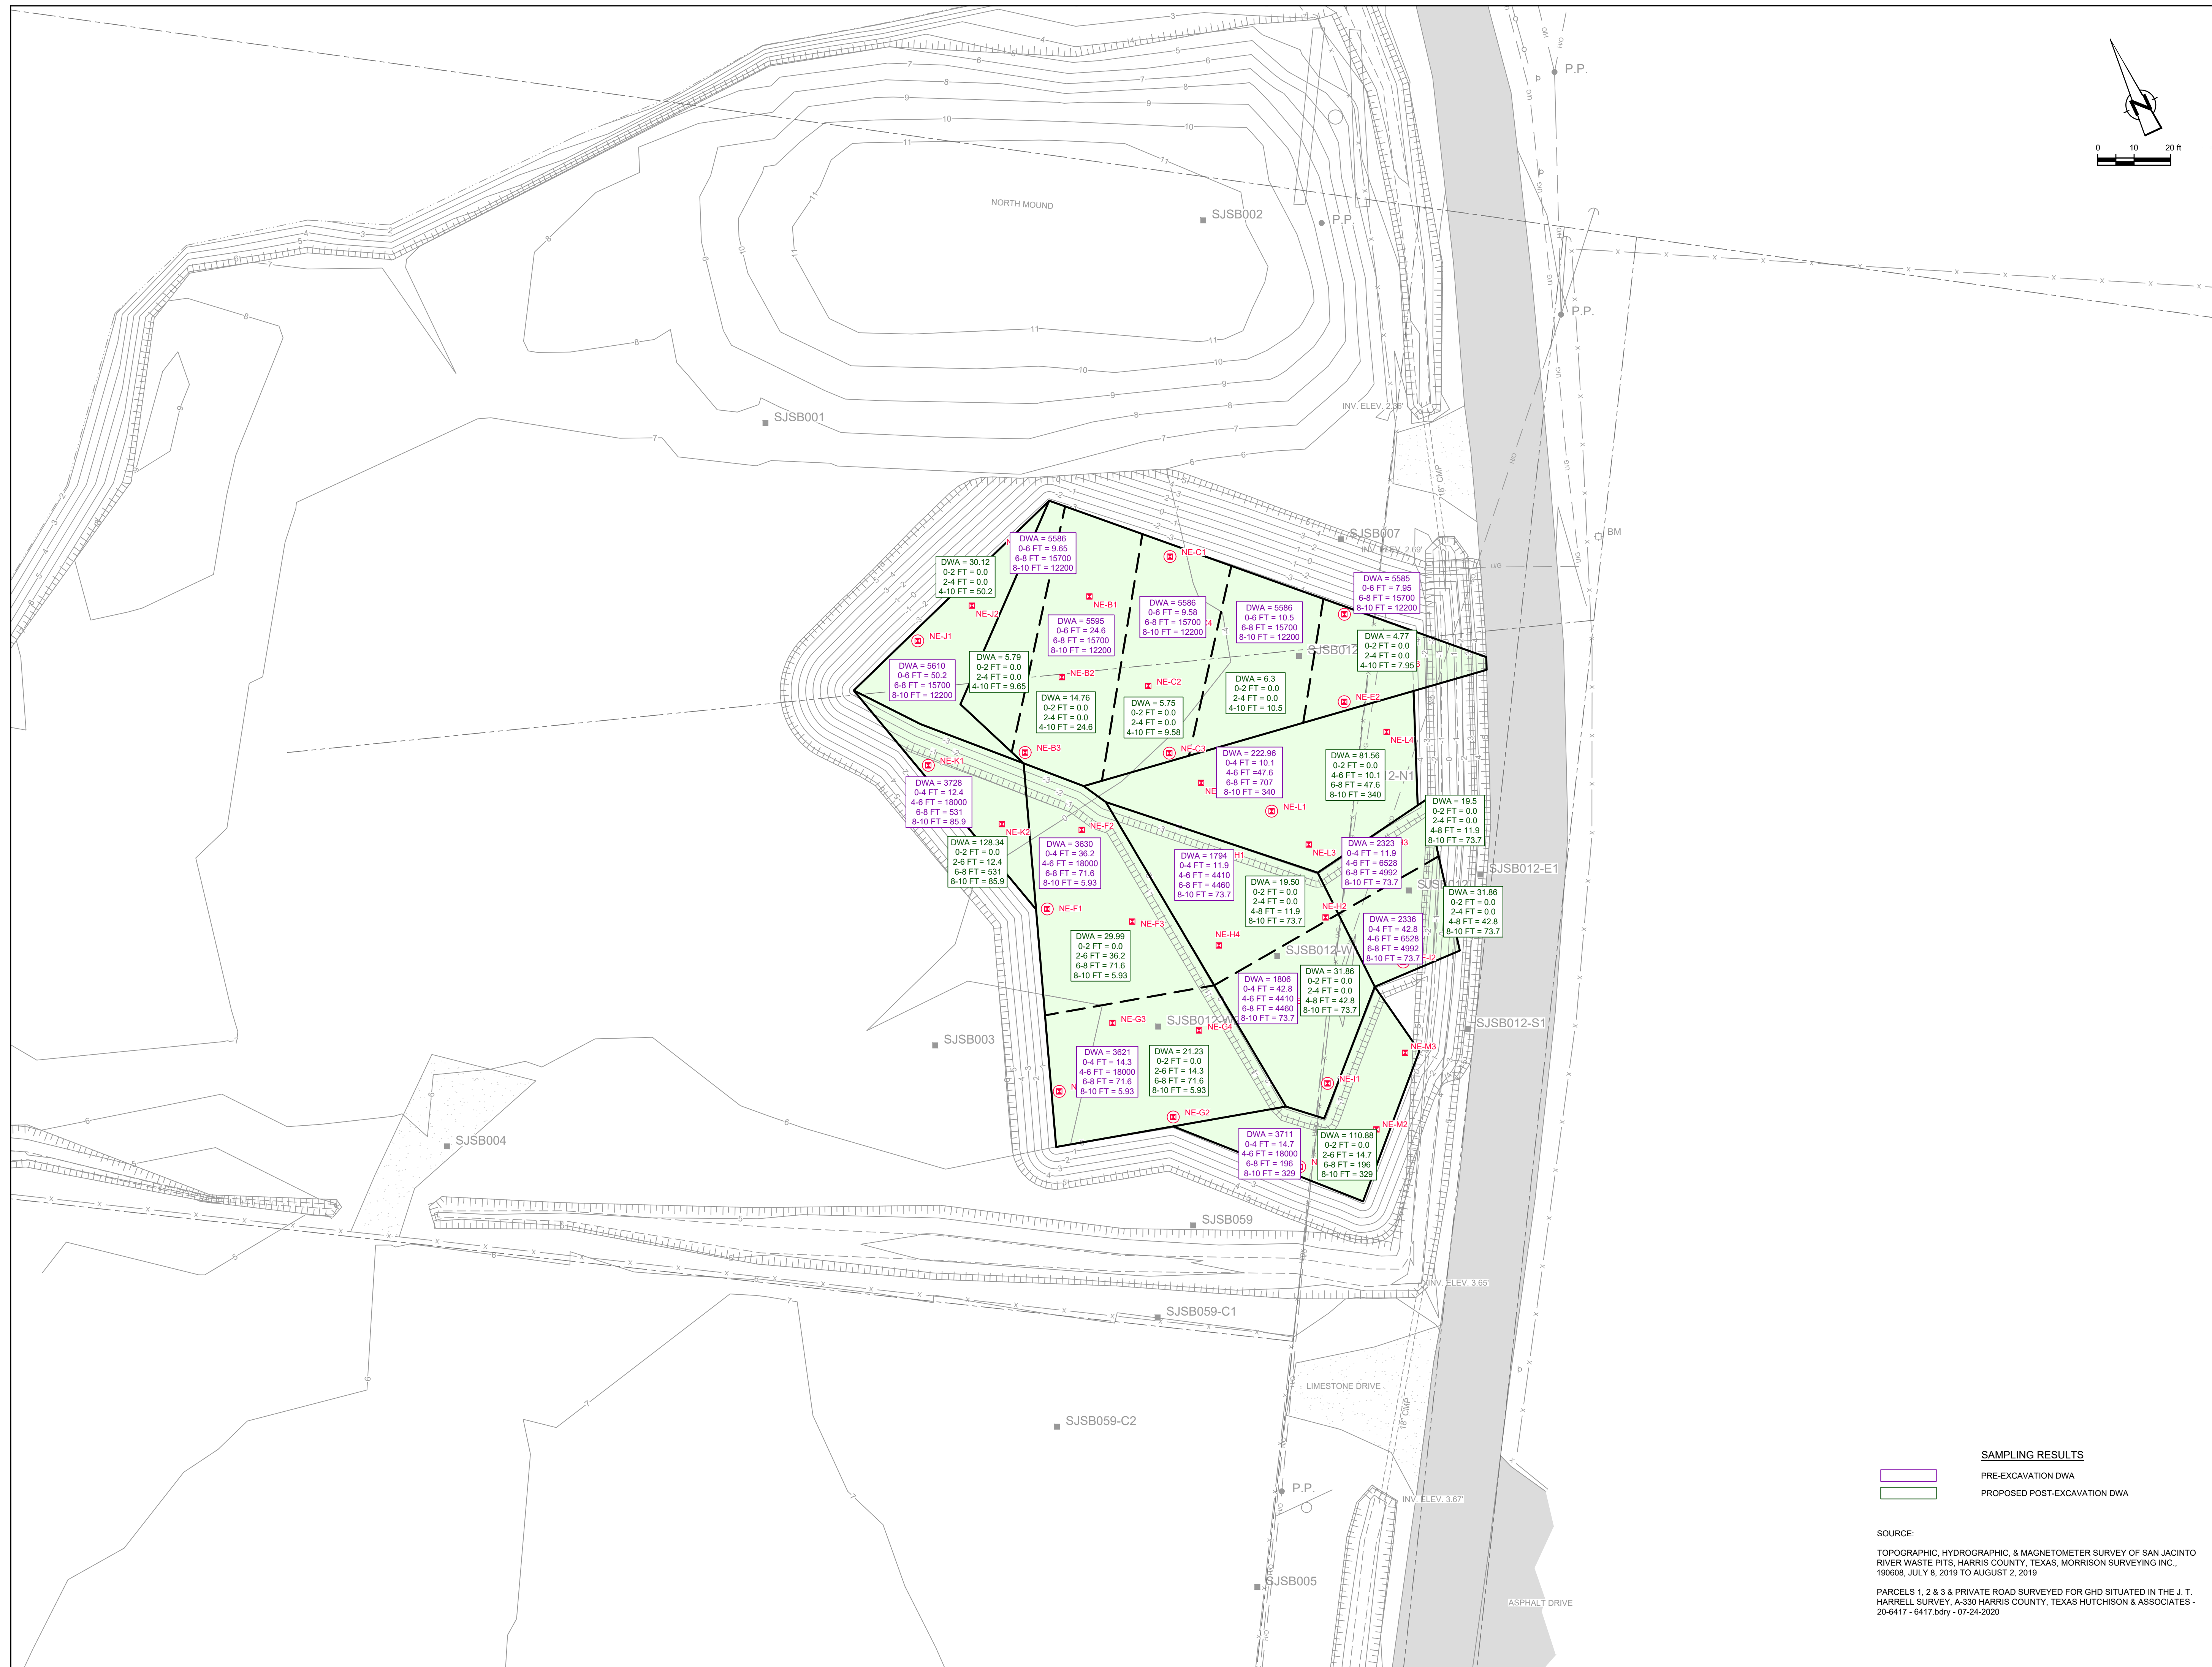 P.P.
N
0 10 20 ft
NORTH MOUND
SJSB002
P.P.
P.P.
SJSB001
INV. ELEV. 2.36'
18" CMP
SJSB007
INV. ELEV. 2.69'
BM
DWA = 5586
0-6 FT = 9.65
6-8 FT = 15700
8-10 FT = 12200
NE-C1
DWA = 30.12
0-2 FT = 0.0
2-4 FT = 0.0
4-10 FT = 50.2
DWA = 5585
0-6 FT = 7.95
6-8 FT = 15700
8-10 FT = 12200
NE-J2
NE-B1
DWA = 5586
0-6 FT = 9.58
6-8 FT = 15700
8-10 FT = 12200
DWA = 5586
0-6 FT = 10.5
6-8 FT = 15700
8-10 FT = 12200
NE-J1
DWA = 5595
0-6 FT = 24.6
6-8 FT = 15700
8-10 FT = 12200
DWA = 4.77
0-2 FT = 0.0
2-4 FT = 0.0
4-10 FT = 7.95
SJSB012
DWA = 5610
0-6 FT = 50.2
6-8 FT = 15700
8-10 FT = 12200
DWA = 5.79
0-2 FT = 0.0
2-4 FT = 0.0
4-10 FT = 9.65
NE-B2
NE-C2
DWA = 6.3
0-2 FT = 0.0
2-4 FT = 0.0
4-10 FT = 10.5
NE-E2
DWA = 14.76
0-2 FT = 0.0
2-4 FT = 0.0
4-10 FT = 24.6
DWA = 5.75
0-2 FT = 0.0
2-4 FT = 0.0
4-10 FT = 9.58
NE-L4
NE-B3
NE-C3
NE-K1
DWA = 222.96
0-4 FT = 10.1
4-6 FT =47.6
6-8 FT = 707
8-10 FT = 340
DWA = 81.56
0-2 FT = 0.0
4-6 FT = 10.1
6-8 FT = 47.6
8-10 FT = 340
DWA = 3728
0-4 FT = 12.4
4-6 FT = 18000
6-8 FT = 531
8-10 FT = 85.9
NE-L1
DWA = 19.5
0-2 FT = 0.0
2-4 FT = 0.0
4-8 FT = 11.9
8-10 FT = 73.7
NE-K2
NE-F2
NE-L3
DWA = 128.34
0-2 FT = 0.0
2-6 FT = 12.4
6-8 FT = 531
8-10 FT = 85.9
DWA = 3630
0-4 FT = 36.2
4-6 FT = 18000
6-8 FT = 71.6
8-10 FT = 5.93
DWA = 1794
0-4 FT = 11.9
4-6 FT = 4410
6-8 FT = 4460
8-10 FT = 73.7
DWA = 2323
0-4 FT = 11.9
4-6 FT = 6528
6-8 FT = 4992
8-10 FT = 73.7
SJSB012-E1
SJSB012
DWA = 19.50
0-2 FT = 0.0
2-4 FT = 0.0
4-8 FT = 11.9
8-10 FT = 73.7
DWA = 31.86
0-2 FT = 0.0
2-4 FT = 0.0
4-8 FT = 42.8
8-10 FT = 73.7
NE-F1
NE-F3
NE-H2
DWA = 2336
0-4 FT = 42.8
4-6 FT = 6528
6-8 FT = 4992
8-10 FT = 73.7
DWA = 29.99
0-2 FT = 0.0
2-6 FT = 36.2
6-8 FT = 71.6
8-10 FT = 5.93
NE-H4
SJSB012-W
DWA = 1806
0-4 FT = 42.8
4-6 FT = 4410
6-8 FT = 4460
8-10 FT = 73.7
DWA = 31.86
0-2 FT = 0.0
2-4 FT = 0.0
4-8 FT = 42.8
8-10 FT = 73.7
NE-G3
SJSB012-W
NE-G4
SJSB012-S1
SJSB003
NE-M3
DWA = 3621
0-4 FT = 14.3
4-6 FT = 18000
6-8 FT = 71.6
8-10 FT = 5.93
DWA = 21.23
0-2 FT = 0.0
2-6 FT = 14.3
6-8 FT = 71.6
8-10 FT = 5.93
NE-I1
NE-G2
NE-M2
SJSB004
DWA = 3711
0-4 FT = 14.7
4-6 FT = 18000
6-8 FT = 196
8-10 FT = 329
DWA = 110.88
0-2 FT = 0.0
2-6 FT = 14.7
6-8 FT = 196
8-10 FT = 329
SJSB059
INV. ELEV. 3.65'
SJSB059-C1
LIMESTONE DRIVE
18" CMP
SJSB059-C2
P.P.
INV. ELEV. 3.67'
SJSB005
ASPHALT DRIVE
SAMPLING RESULTS
PRE-EXCAVATION DWA
PROPOSED POST-EXCAVATION DWA
SOURCE:
TOPOGRAPHIC, HYDROGRAPHIC, & MAGNETOMETER SURVEY OF SAN JACINTO
RIVER WASTE PITS, HARRIS COUNTY, TEXAS, MORRISON SURVEYING INC.,
190608, JULY 8, 2019 TO AUGUST 2, 2019
PARCELS 1, 2 & 3 & PRIVATE ROAD SURVEYED FOR GHD SITUATED IN THE J. T.
HARRELL SURVEY, A-330 HARRIS COUNTY, TEXAS HUTCHISON & ASSOCIATES -
20-6417 - 6417.bdry - 07-24-2020